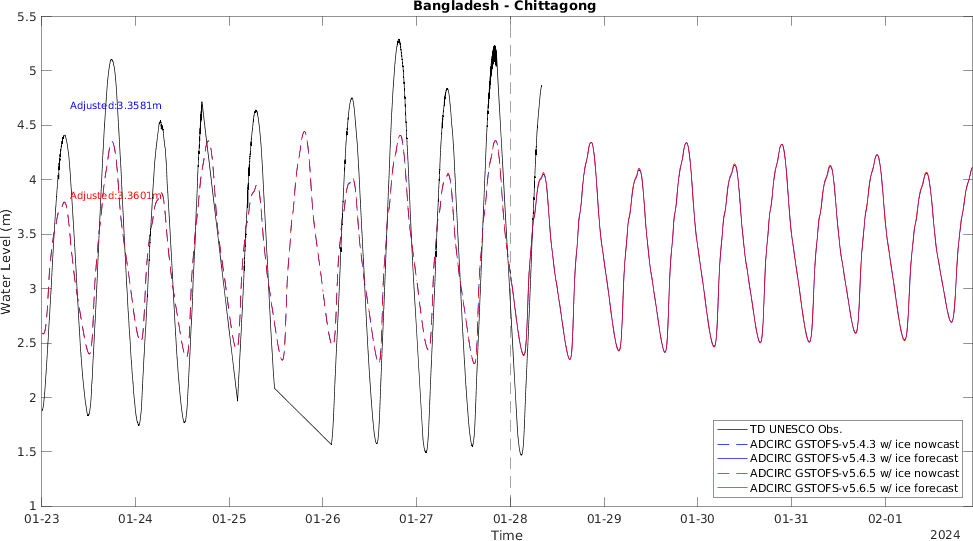 Bangladesh - Chittagong
5.5
5
4.5
4
3.5
3
2.5
2
1.5
1
Water Level (m)
Adjusted:3.3581m
Adjusted:3.3601m
TD UNESCO Obs.
ADCIRC GSTOFS-v5.4.3 w/ ice nowcast
ADCIRC GSTOFS-v5.4.3 w/ ice forecast
ADCIRC GSTOFS-v5.6.5 w/ ice nowcast
ADCIRC GSTOFS-v5.6.5 w/ ice forecast
01-23 01-24 01-25 01-26 01-27 01-28 01-29 01-30 01-31 02-01
Time
2024